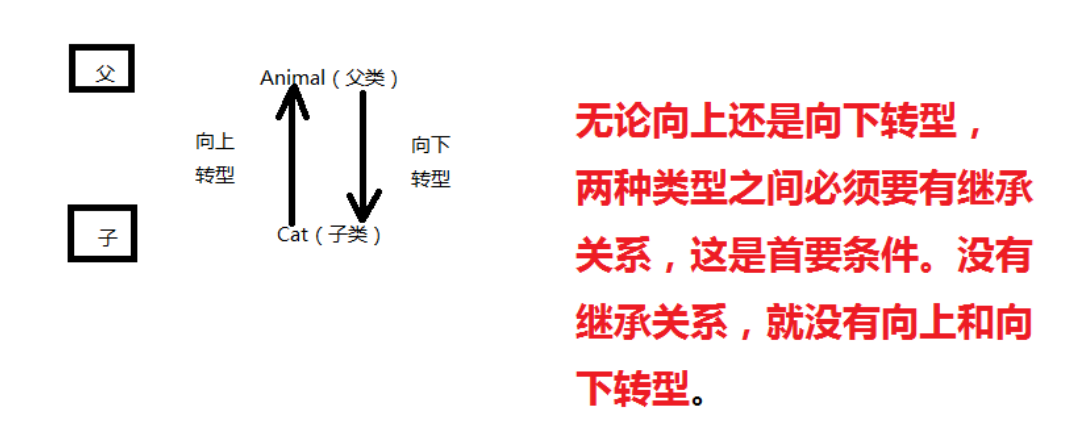 父
Animal（父类）
向上
转型
向下
转型
子
Cat（子类）
无论向上还是向下转型，
两种类型之间必须要有继承
关系，这是首要条件。没有
继承关系，就没有向上和向
下转型。